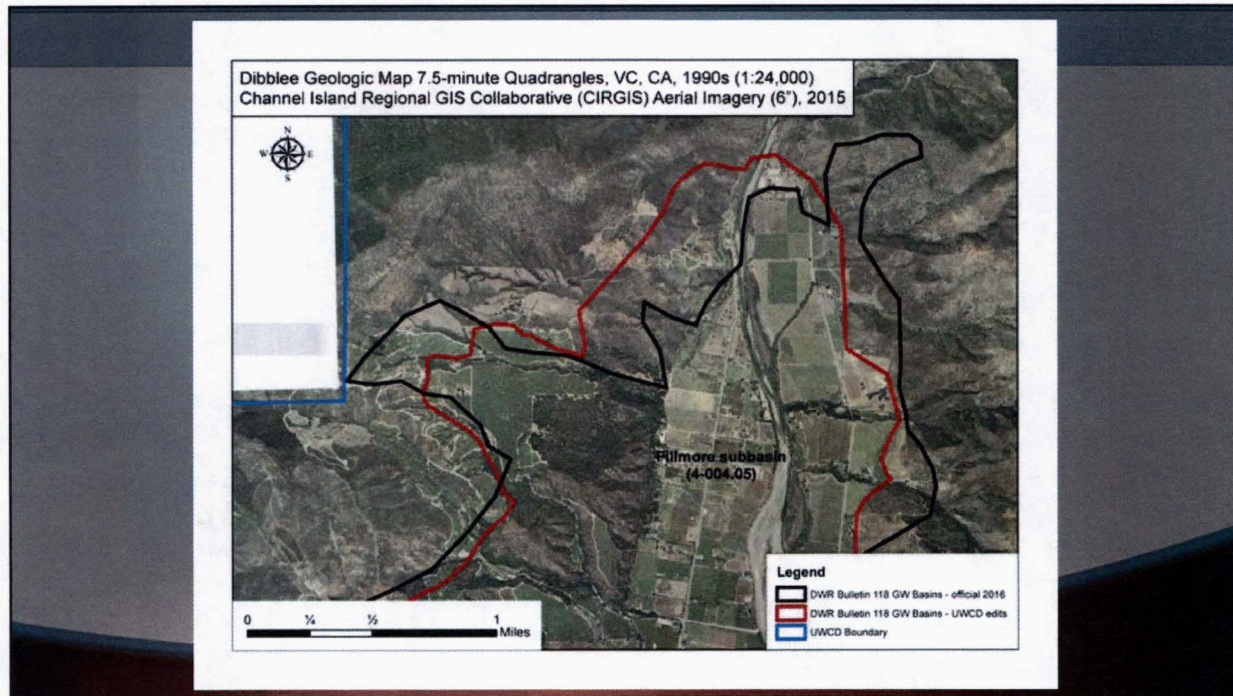 Dibblee Geologic Map 7.5-minute Quadrangles, VC, CA, 1990s (1:24,000)
Channel Island Regional GIS Collaborative (CIRGIS) Aerial Imagery (6"), 2015
N
W E
S
Fillmore subbasin
(4-004.05)
Legend
DWR Bulletin 118 GW Basins - official 2016
DWR Bulletin 118 GW Basins - UWCD edits
UWCD Boundary
0 ¼ ½ 1
Miles